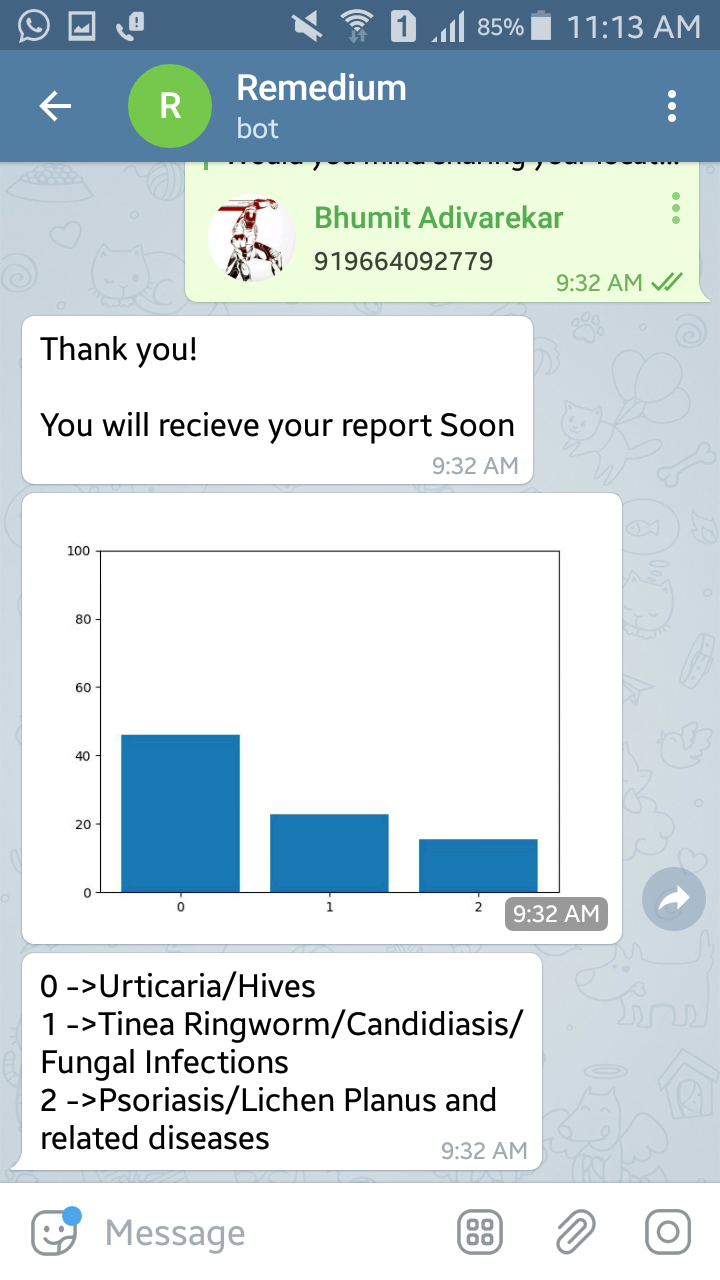 1 85% 11:13 AM
R Remedium
bot
Would you mind sharing your locat...
Bhumit Adivarekar
919664092779
9:32 AM
Thank you!
You will recieve your report Soon
9:32 AM
100
80
60
40
20
0
0 1 2
9:32 AM
0 ->Urticaria/Hives
1 ->Tinea Ringworm/Candidiasis/
Fungal Infections
2 ->Psoriasis/Lichen Planus and
related diseases
9:32 AM
Message